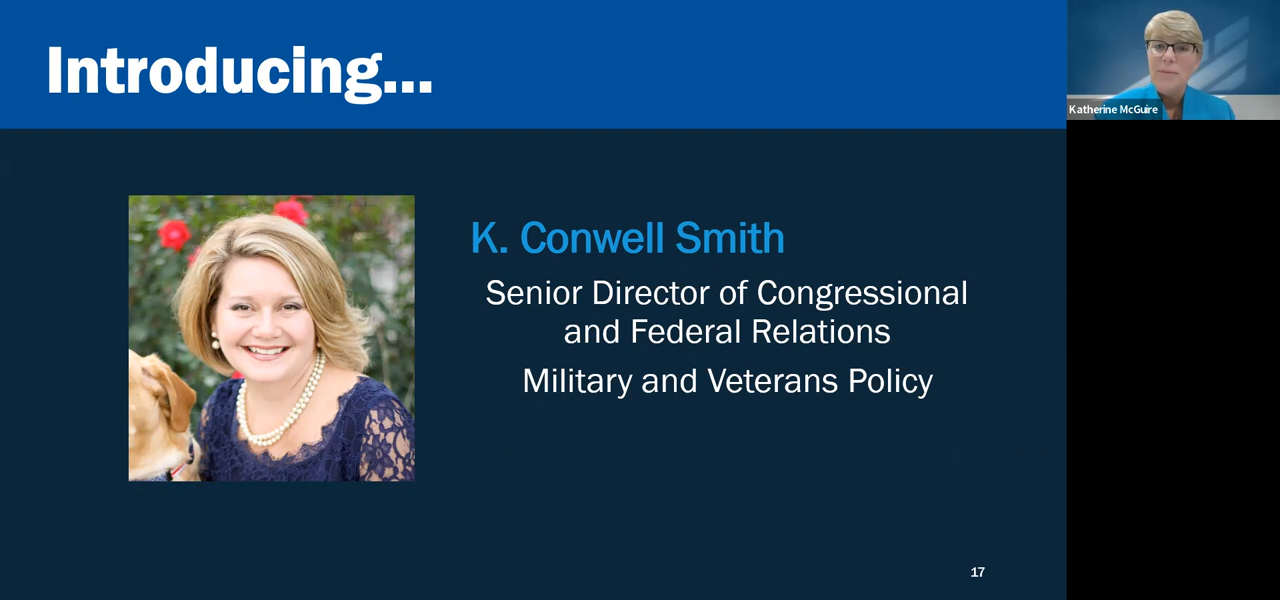 Introducing...
Katherine McGuire
K. Conwell Smith
Senior Director of Congressional
and Federal Relations
Military and Veterans Policy
17